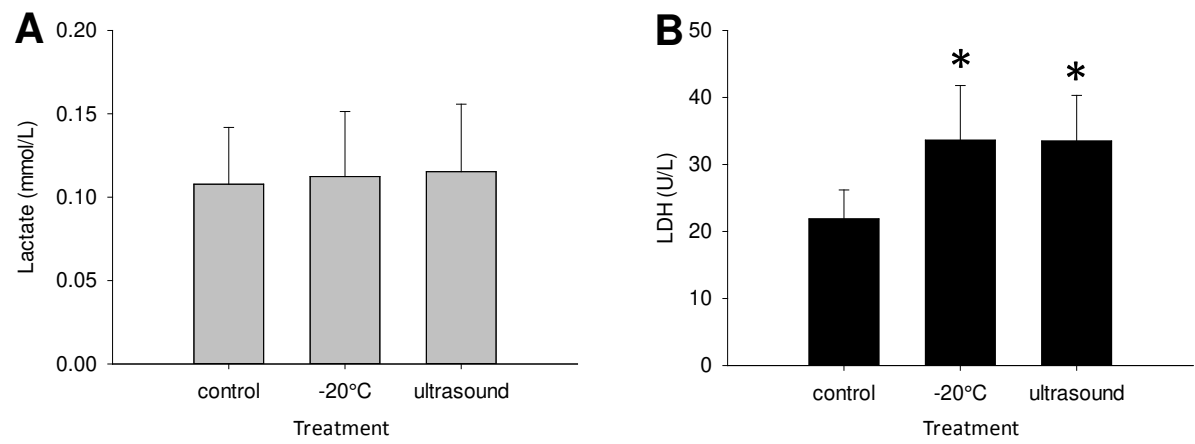 A
0.20
0.15
0.10
0.05
0.00
Lactate (mmol/L)
control -20°C ultrasound
Treatment
B
50
40
30
20
10
0
LDH (U/L)
* *
control -20°C ultrasound
Treatment